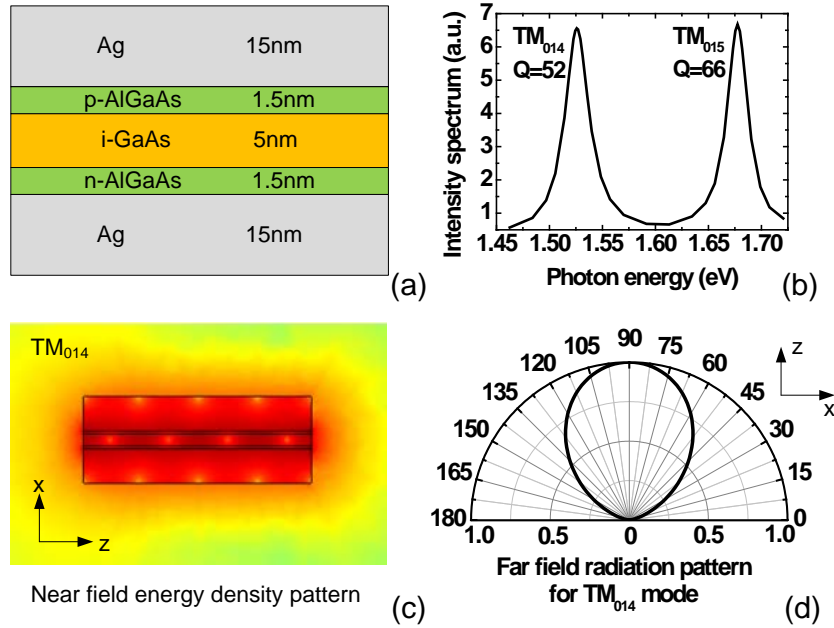 Ag 15nm
p-AlGaAs 1.5nm
i-GaAs 5nm
n-AlGaAs 1.5nm
Ag 15nm
(a)
Intensity spectrum (a.u.)
7
6
5
4
3
2
1
TM014 TM015
Q=52 Q=66
1.45 1.50 1.55 1.60 1.65 1.70
Photon energy (eV)
(b)
TM014
x
z
Near field energy density pattern
(c)
0 15 30 45 60 75 90 105 120 135 150 165 180
1.0 0.5 0 0.5 1.0
z
x
Far field radiation pattern
for TM014 mode
(d)